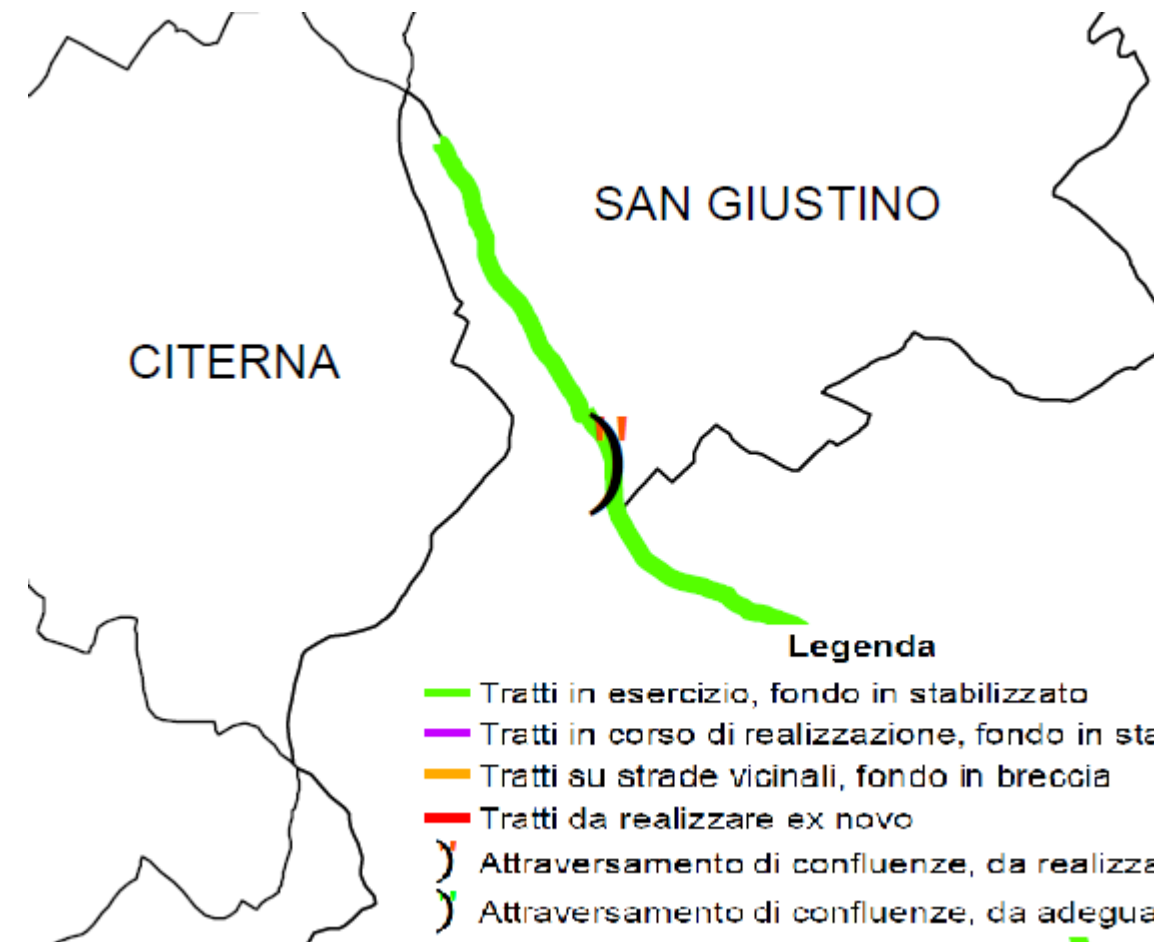 SAN GIUSTINO
CITERNA
Legenda
Tratti in esercizio, fondo in stabilizzato
Tratti in corso di realizzazione, fondo in sta
Tratti su strade vicinali, fondo in breccia
Tratti da realizzare ex novo
Attraversamento di confluenze, da realizza
Attraversamento di confluenze, da adegua